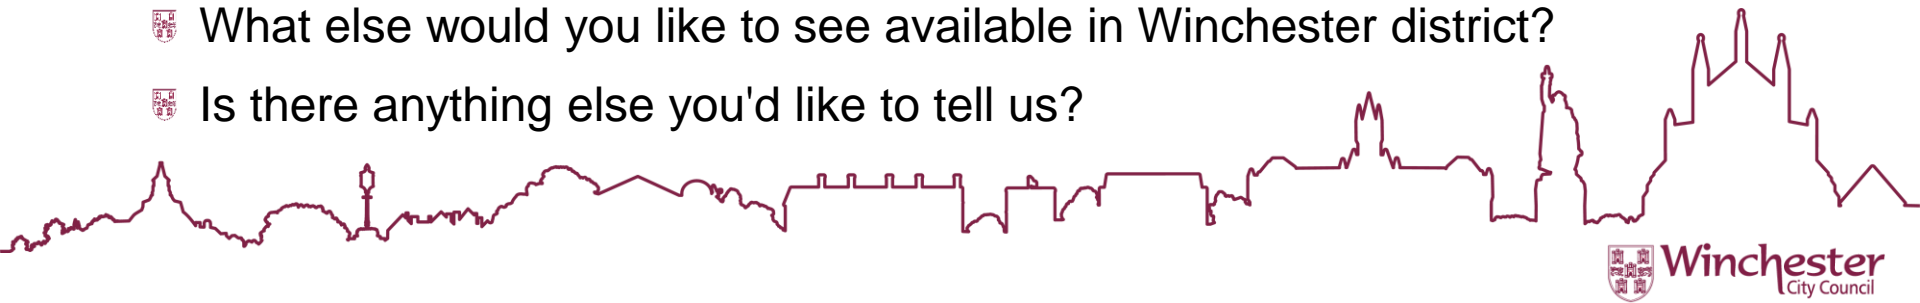 What else would you like to see available in Winchester district?
Is there anything else you'd like to tell us?
Winchester
City Council